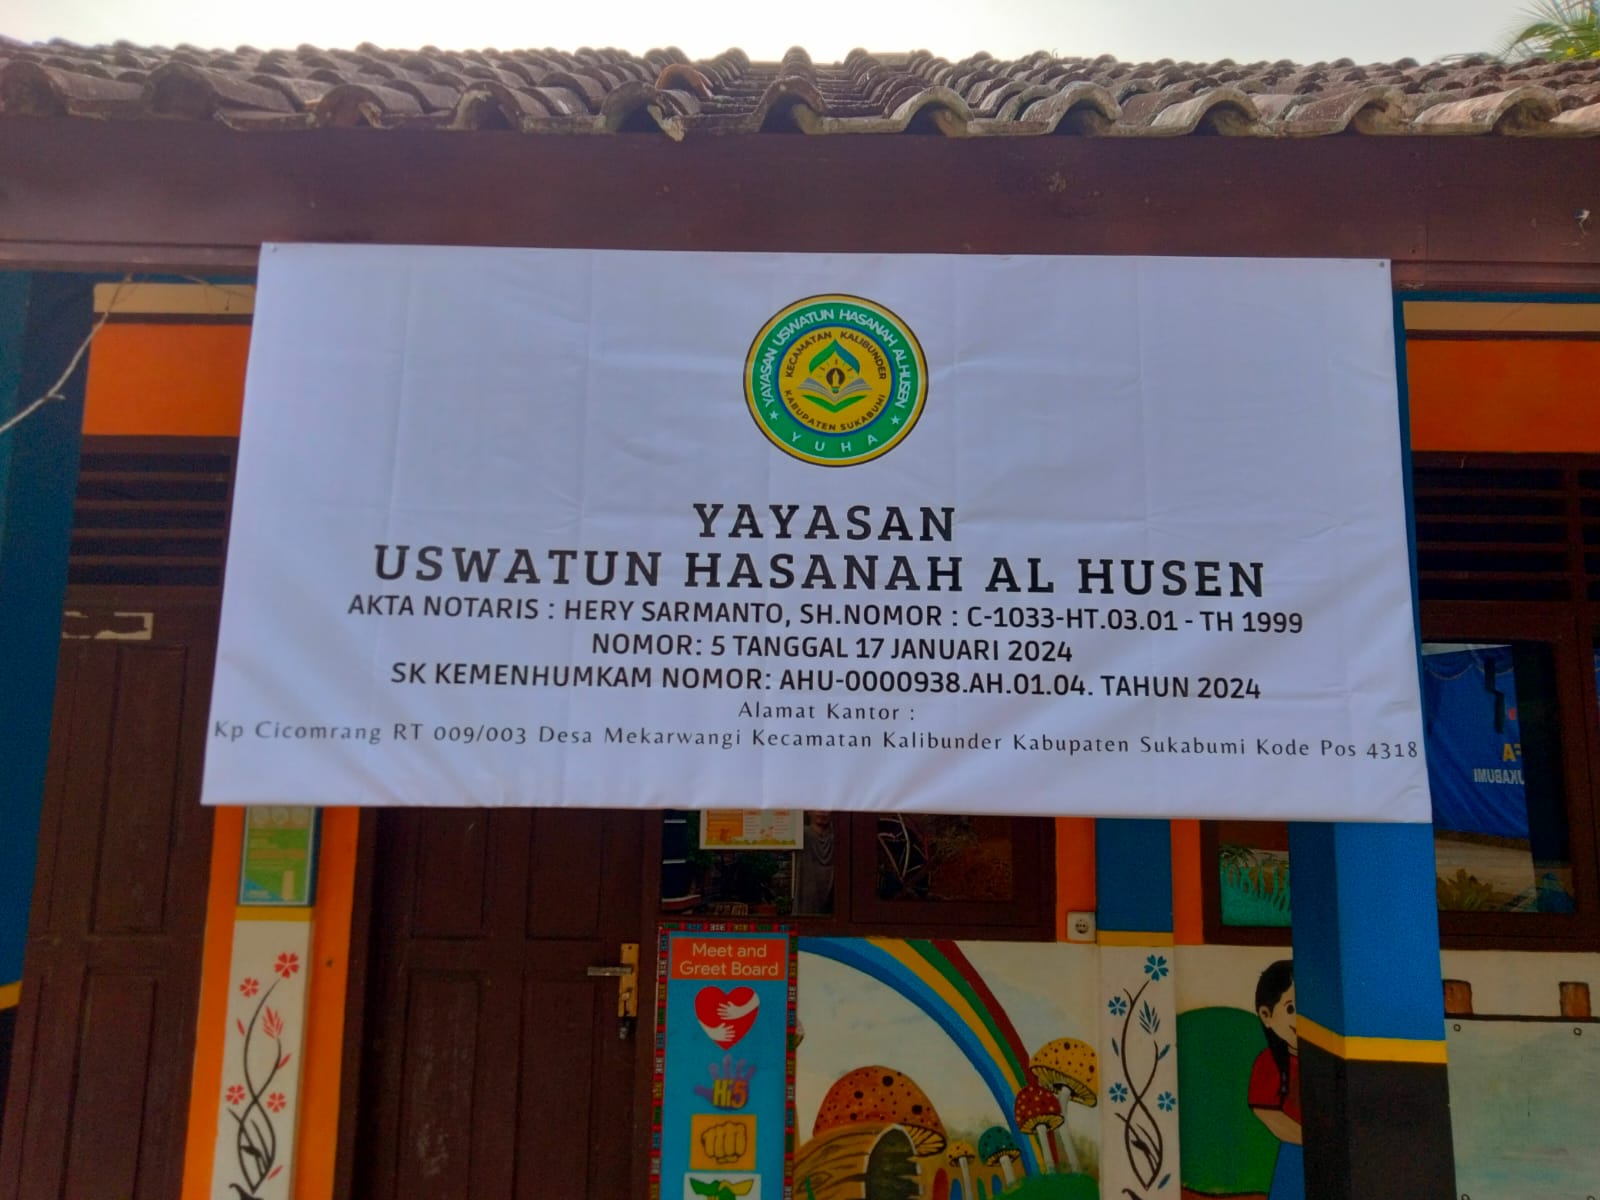 YAYASAN USWATUN HASANAH AL HUSEN
KECAMATAN KALIBUNDER
KABUPATEN SUKABUMI
YUHA
YAYASAN
USWATUN HASANAH AL HUSEN
AKTA NOTARIS : HERY SARMANTO, SH.NOMOR : C-1033-HT.03.01 - TH 1999
NOMOR: 5 TANGGAL 17 JANUARI 2024
SK KEMENHUMKAM NOMOR: AHU-0000938.AH.01.04. TAHUN 2024
Alamat Kantor :
Kp Cicomrang RT 009/003 Desa Mekarwangi Kecamatan Kalibunder Kabupaten Sukabumi Kode Pos 4318
Meet and
Greet Board
Hi5